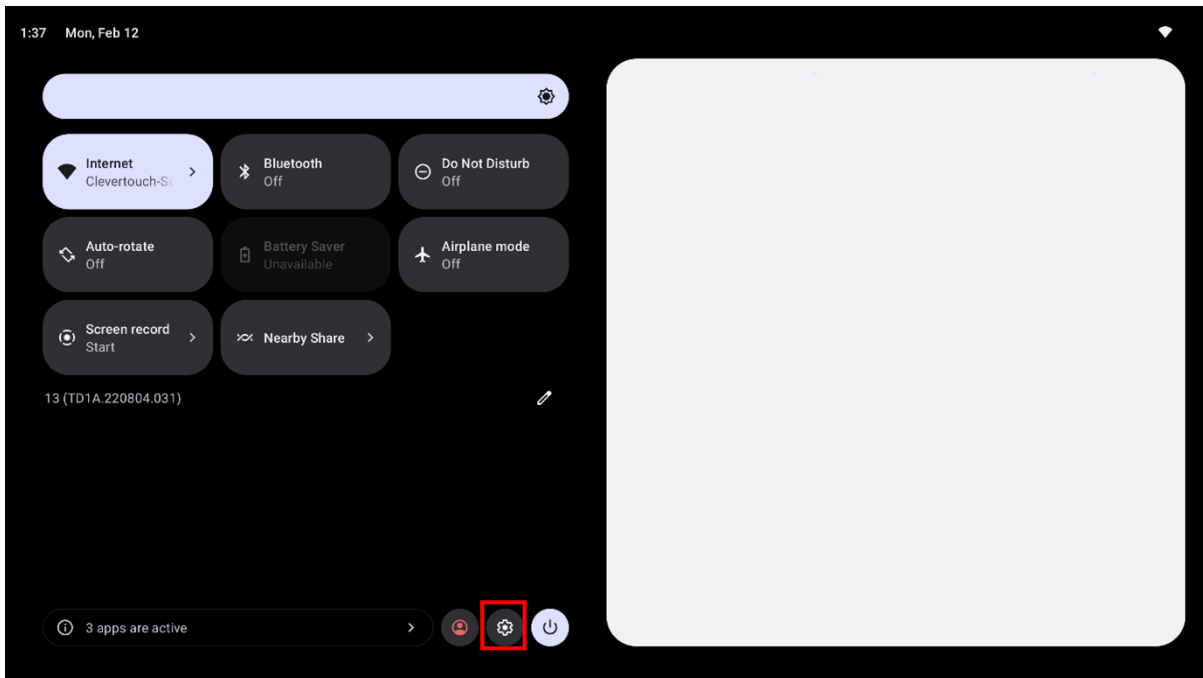 1:37 Mon, Feb 12
Internet
Clevertouch-S
Bluetooth
Off
Do Not Disturb
Off
Auto-rotate
Off
Battery Saver
Unavailable
Airplane mode
Off
Screen record
Start
Nearby Share
13 (TD1A.220804.031)
3 apps are active